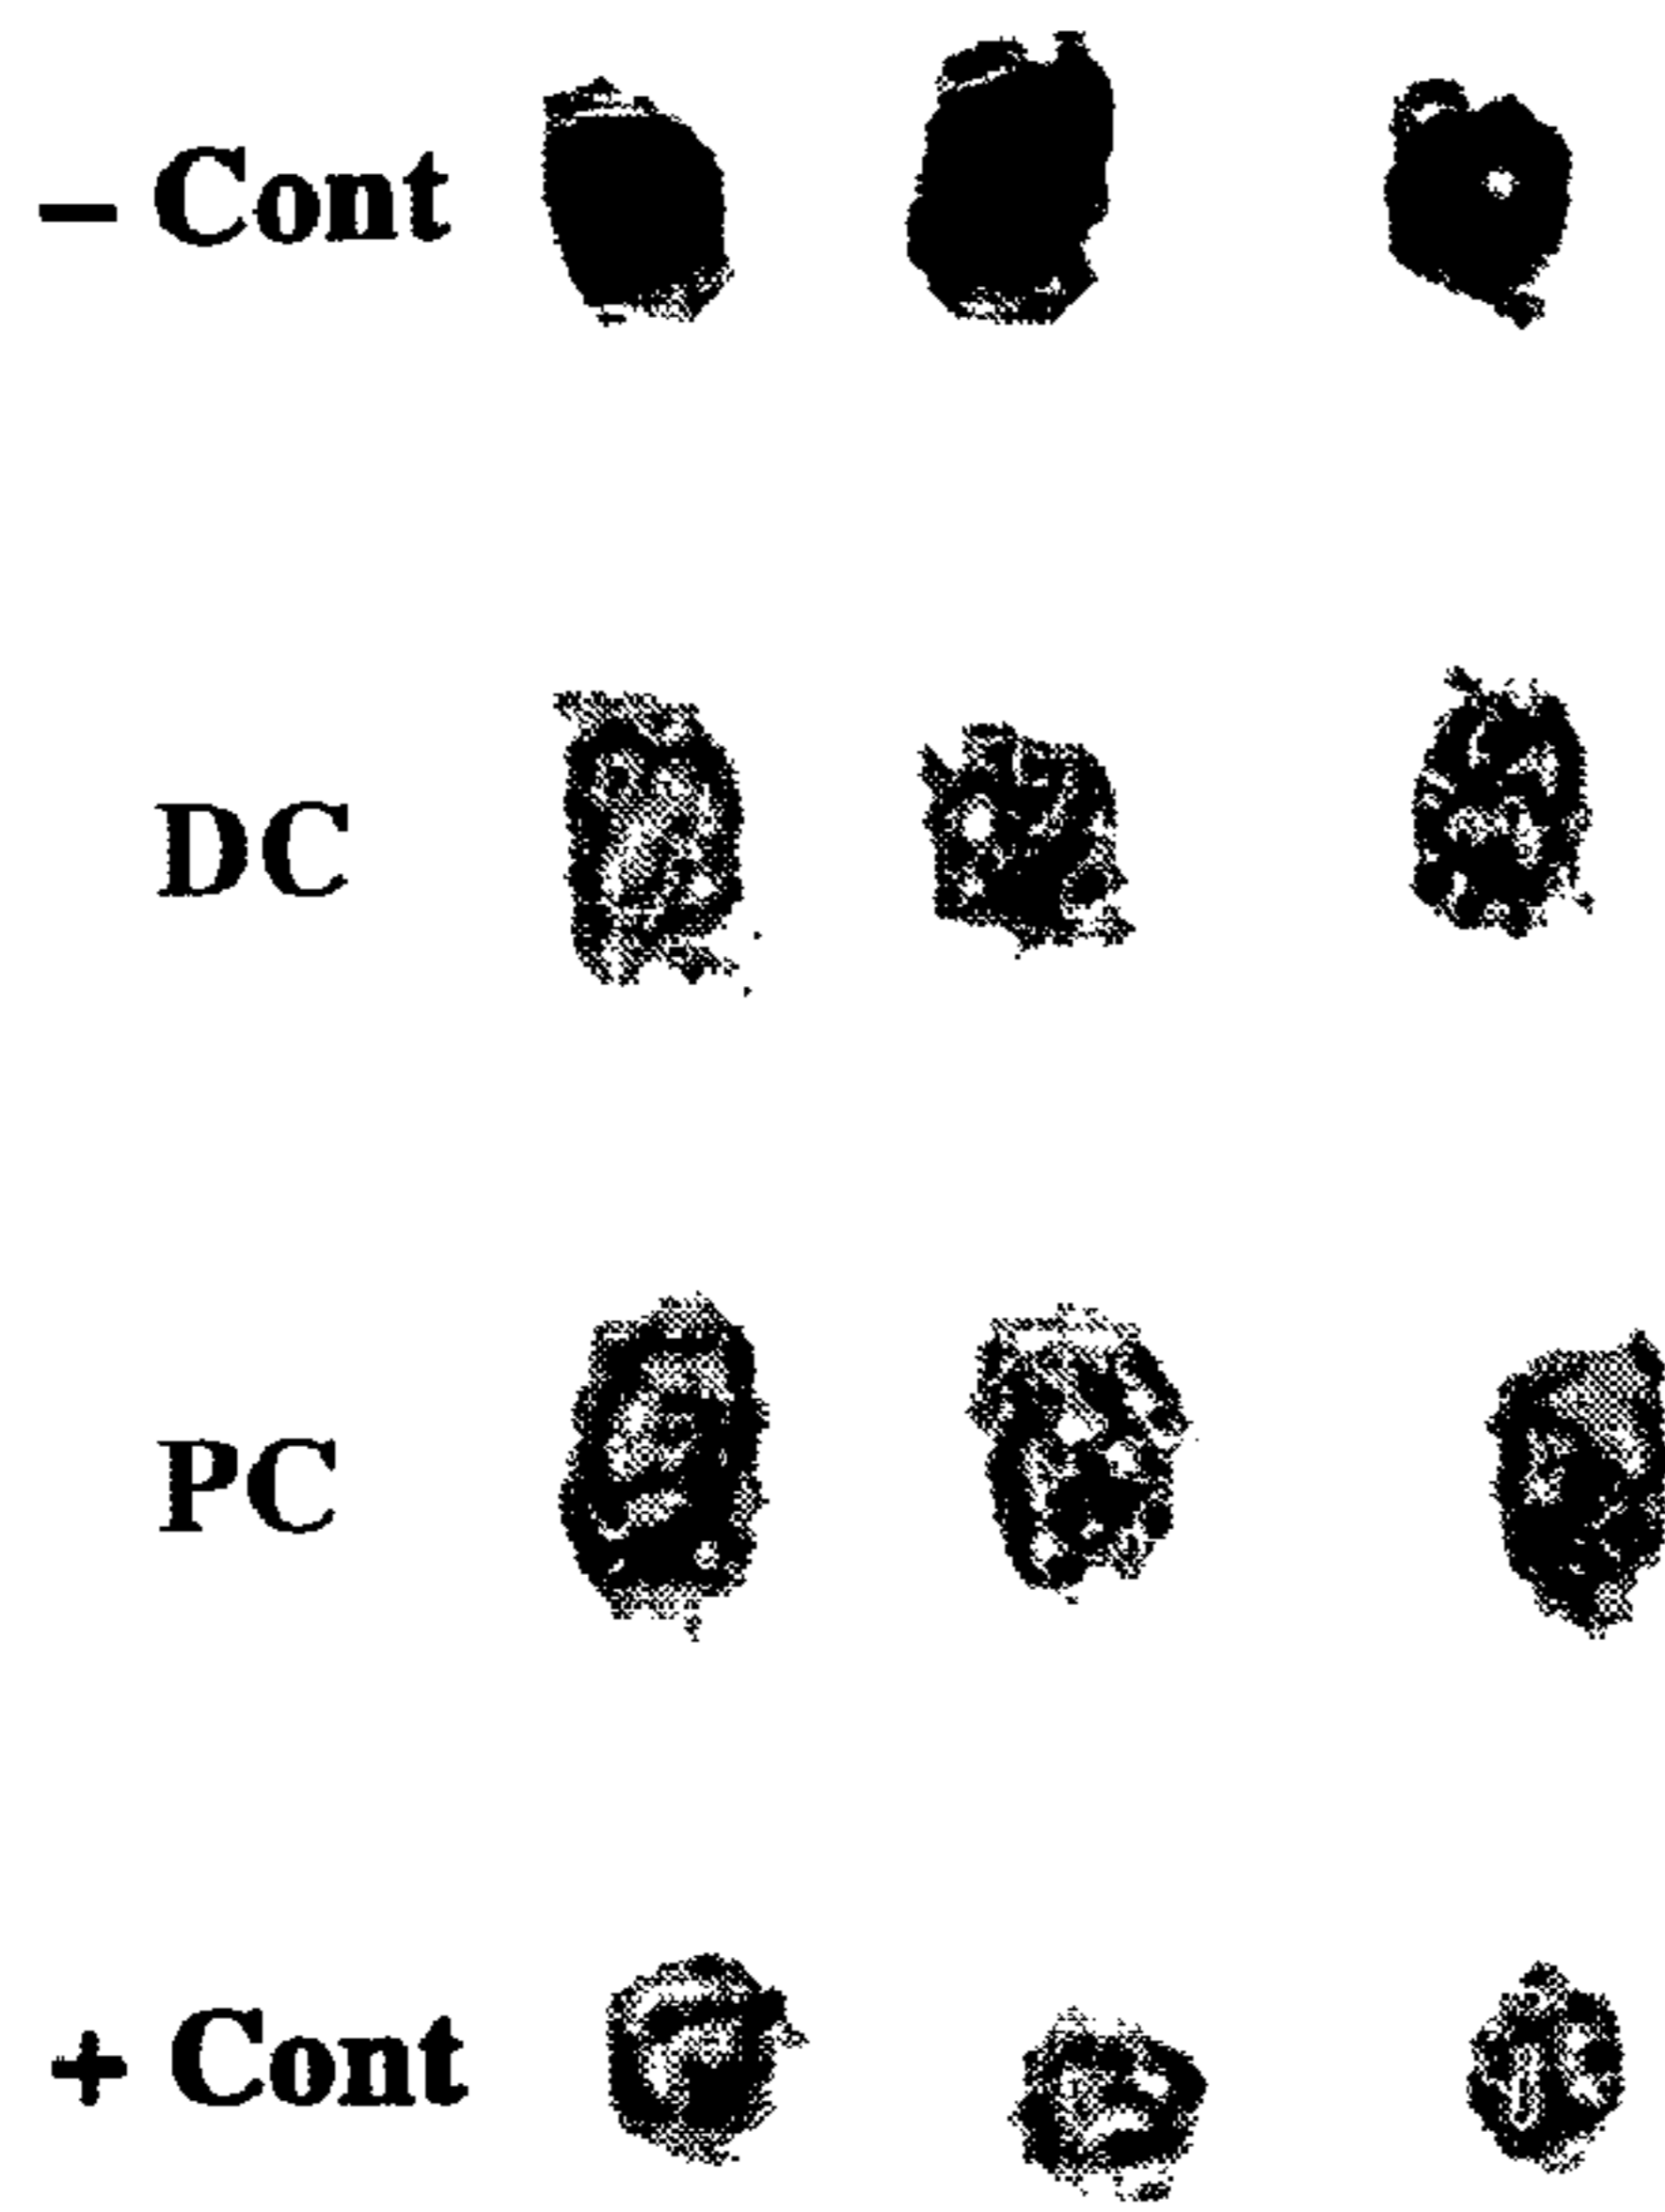 – Cont
DC
PC
+ Cont